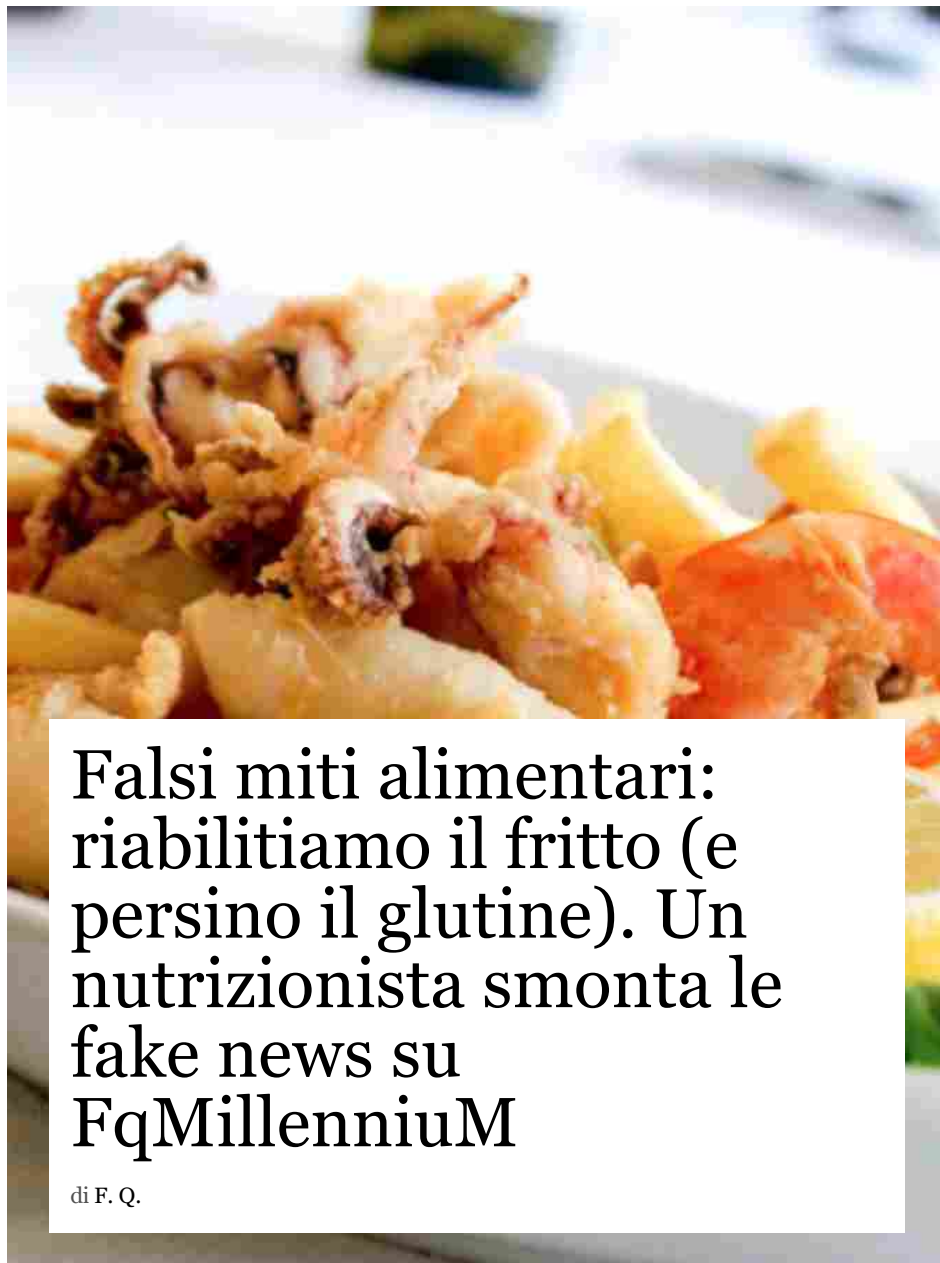 Falsi miti alimentari:
riabilitiamo il fritto (e
persino il glutine). Un
nutrizionista smonta le
fake news su
FqMillenniuM
di F. Q.